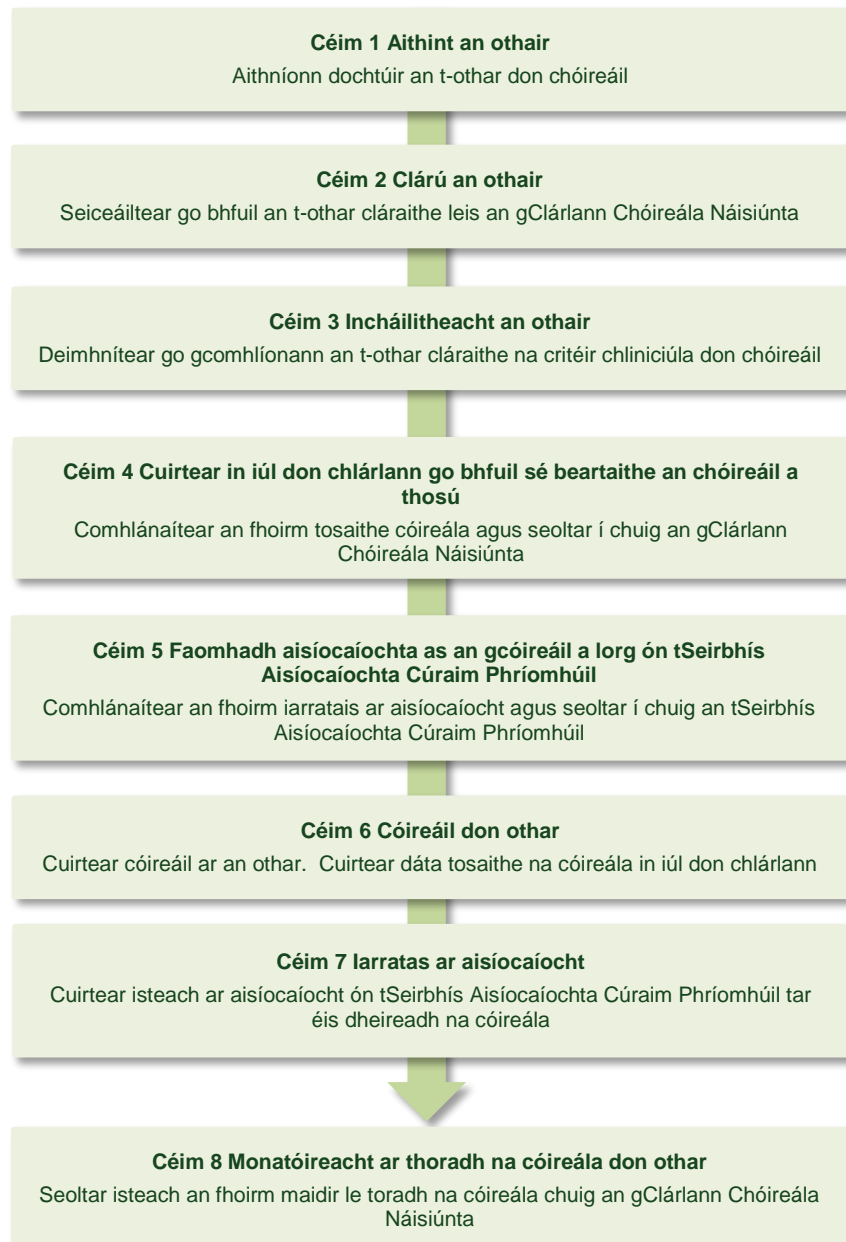 Céim 1 Aithint an othair
Aithníonn dochtúir an t-othar don chóireáil
Céim 2 Clárú an othair
Seiceáiltear go bhfuil an t-othar cláraithe leis an gClárlann Chóireála Náisiúnta
Céim 3 Incháilitheacht an othair
Deimhnítear go gcomhlíonann an t-othar cláraithe na critéir chliniciúla don chóireáil
Céim 4 Cuirtear in iúl don chlárlann go bhfuil sé beartaithe an chóireáil a
thosú
Comhlánaítear an fhoirm tosaithe cóireála agus seoltar í chuig an gClárlann
Chóireála Náisiúnta
Céim 5 Faomhadh aisíocaíochta as an gcóireáil a lorg ón tSeirbhís
Aisíocaíochta Cúraim Phríomhúil
Comhlánaítear an fhoirm iarratais ar aisíocaíocht agus seoltar í chuig an tSeirbhís
Aisíocaíochta Cúraim Phríomhúil
Céim 6 Cóireáil don othar
Cuirtear cóireáil ar an othar.  Cuirtear dáta tosaithe na cóireála in iúl don chlárlann
Céim 7 Iarratas ar aisíocaíocht
Cuirtear isteach ar aisíocaíocht ón tSeirbhís Aisíocaíochta Cúraim Phríomhúil tar
éis dheireadh na cóireála
Céim 8 Monatóireacht ar thoradh na cóireála don othar
Seoltar isteach an fhoirm maidir le toradh na cóireála chuig an gClárlann Chóireála
Náisiúnta